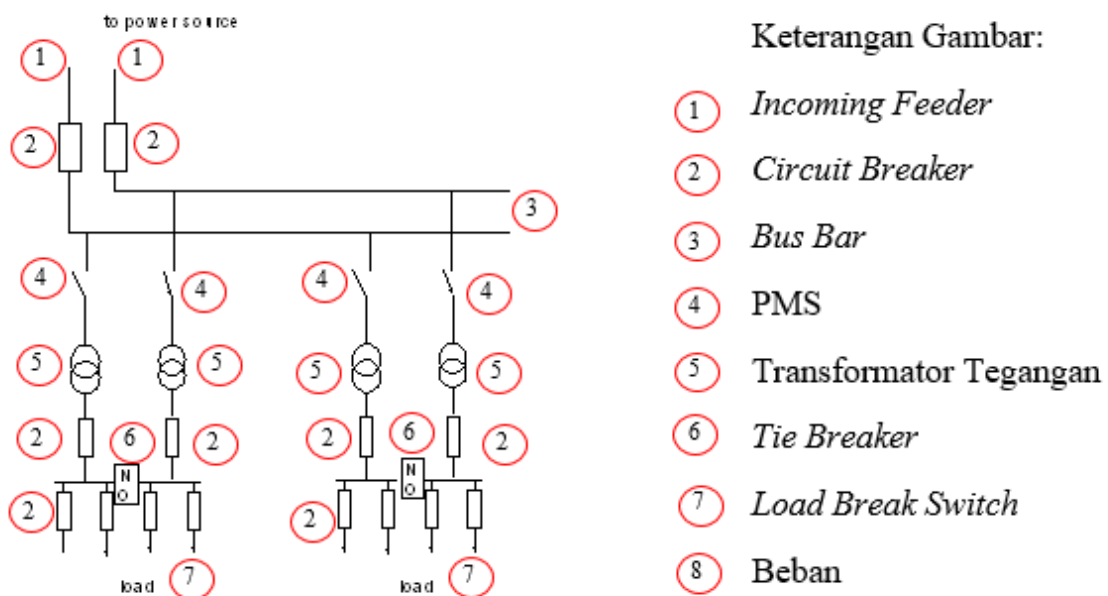 to power source
1 1
2 2
3
4 4 4 4
5 5 5 5
2 6 2 2 6 2
N O N O
2 2
7 7
load load
Keterangan Gambar:
1 Incoming Feeder
2 Circuit Breaker
3 Bus Bar
4 PMS
5 Transformator Tegangan
6 Tie Breaker
7 Load Break Switch
8 Beban